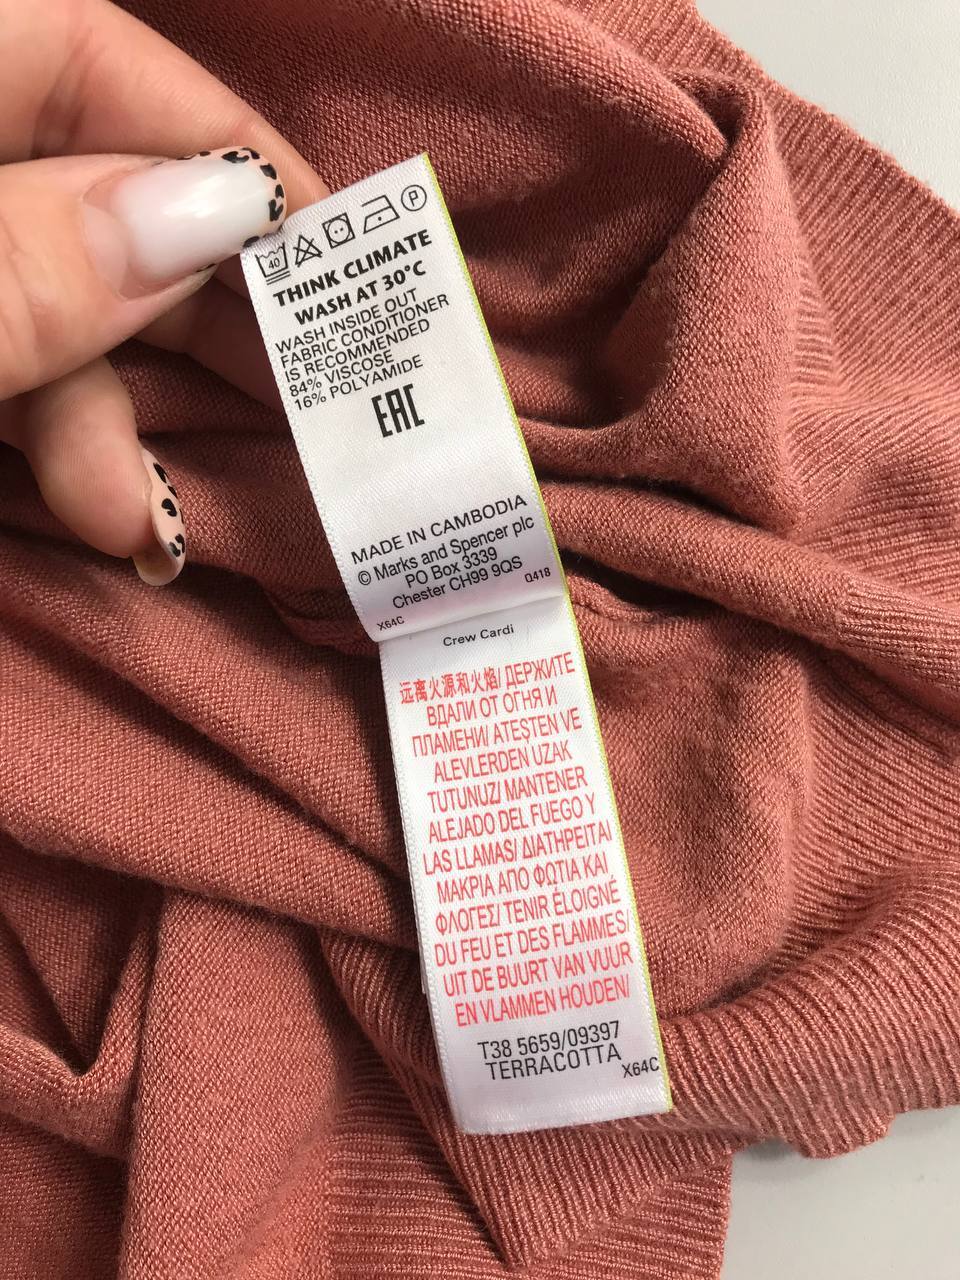 40
P
THINK CLIMATE
WASH AT 30°C
WASH INSIDE OUT
FABRIC CONDITIONER
IS RECOMMENDED
84% VISCOSE
16% POLYAMIDE
EAC
MADE IN CAMBODIA
© Marks and Spencer plc
PO Box 3339
Chester CH99 9QS
Q418
X64C
Crew Cardi
远离火源和火焰/ ДЕРЖИТЕ
ВДАЛИ ОТ ОГНЯ И
ПЛАМЕНИ/ ATEŞTEN VE
ALEVLERDEN UZAK
TUTUNUZ/ MANTENER
ALEJADO DEL FUEGO Y
LAS LLAMAS/ ΔΙΑΤΗΡΕΙΤΑΙ
ΜΑΚΡΙΑ ΑΠΟ ΦΩΤΙΑ ΚΑΙ
ΦΛΟΓΕΣ/ TENIR ÉLOIGNÉ
DU FEU ET DES FLAMMES/
UIT DE BUURT VAN VUUR
EN VLAMMEN HOUDEN/
T38 5659/09397
TERRACOTTA
X64C